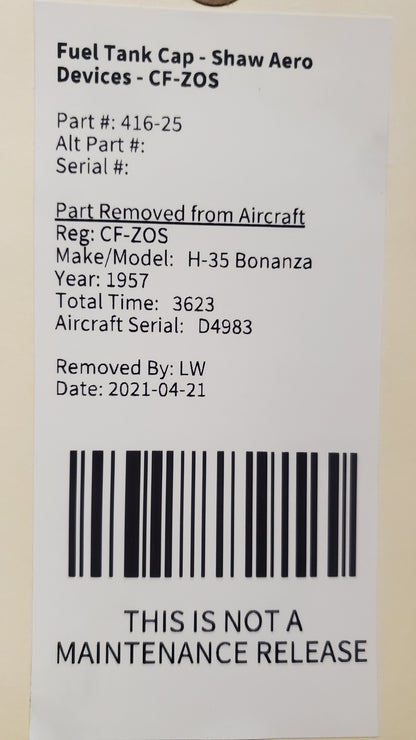 Fuel Tank Cap - Shaw Aero
Devices - CF-ZOS
Part #: 416-25
Alt Part #:
Serial #:
Part Removed from Aircraft
Reg: CF-ZOS
Make/Model: H-35 Bonanza
Year: 1957
Total Time: 3623
Aircraft Serial: D4983
Removed By: LW
Date: 2021-04-21
THIS IS NOT A
MAINTENANCE RELEASE